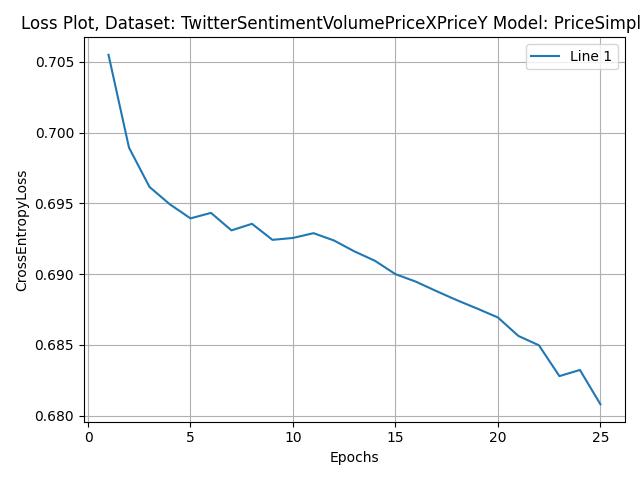 Loss Plot, Dataset: TwitterSentimentVolumePriceXPriceY Model: PriceSimpl
Line 1
0.705
0.700
0.695
0.690
0.685
0.680
CrossEntropyLoss
0 5 10 15 20 25
Epochs